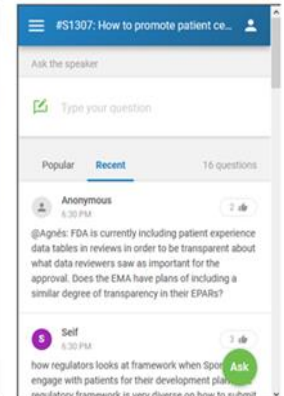 #S1307: How to promote patient ce...
Ask the speaker
Type your question
Popular Recent 16 questions
Anonymous
6:30 PM
2
@Agnés: FDA is currently including patient experience
data tables in reviews in order to be transparent about
what data reviewers saw as important for the
approval. Does the EMA have plans of including a
similar degree of transparency in their EPARs?
S
Seif
6:30 PM
3
how regulators looks at framework when Spon
engage with patients for their development plan
Ask
regulatory framework is very diverse on how to submit